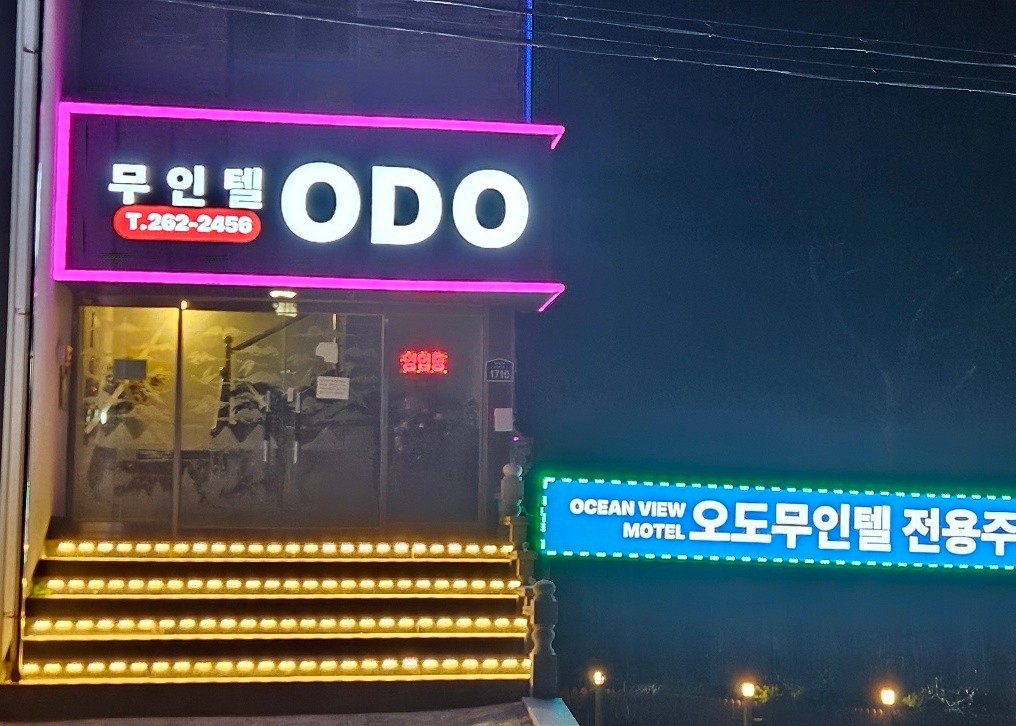 무인텔 ODO
T.262-2456
영업중
1710
OCEAN VIEW
MOTEL
오도무인텔 전용주